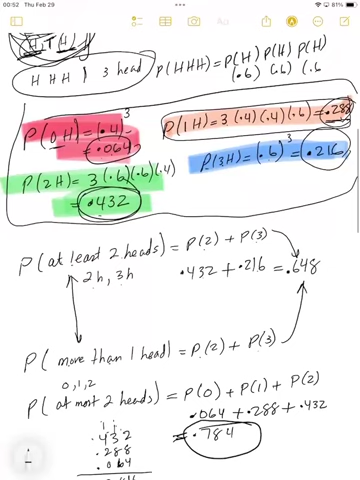 00:52 Thu Feb 29
81%
H T H
H H H | 3 head
P(HHH) = P(H) P(H) P(H)
(.6) (.6) (.6
P(0H) = (.4)³
= .064
P(1H) = 3(.4)(.4)(.6) = .288
P(2H) = 3(.6)(.6)(.4)
= .432
P(3H) = (.6)³ = .216
P(at least 2 heads) = P(2) + P(3)
2h, 3h
.432 + .216 = .648
P(more than 1 head) = P(2) + P(3)
0,1,2
P(at most 2 heads) = P(0) + P(1) + P(2)
.064 + .288 + .432
= .784
1 1
.432
.288
.064